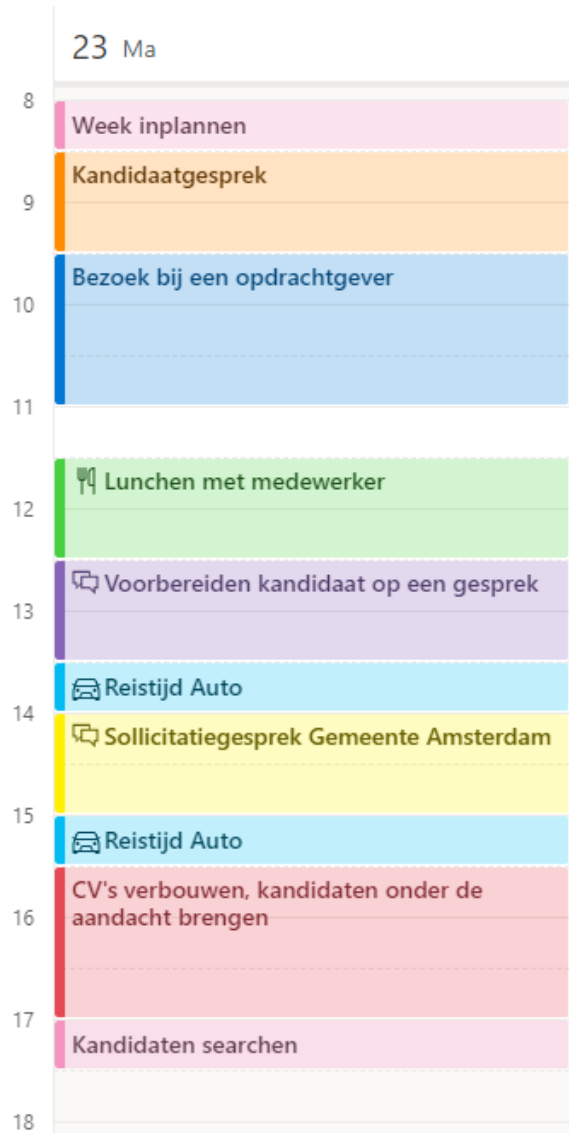 23 Ma
8
Week inplannen
Kandidaatgesprek
9
Bezoek bij een opdrachtgever
10
11
Lunchen met medewerker
12
Voorbereiden kandidaat op een gesprek
13
Reistijd Auto
14
Sollicitatiegesprek Gemeente Amsterdam
15
Reistijd Auto
CV's verbouwen, kandidaten onder de
16
aandacht brengen
17
Kandidaten searchen
18